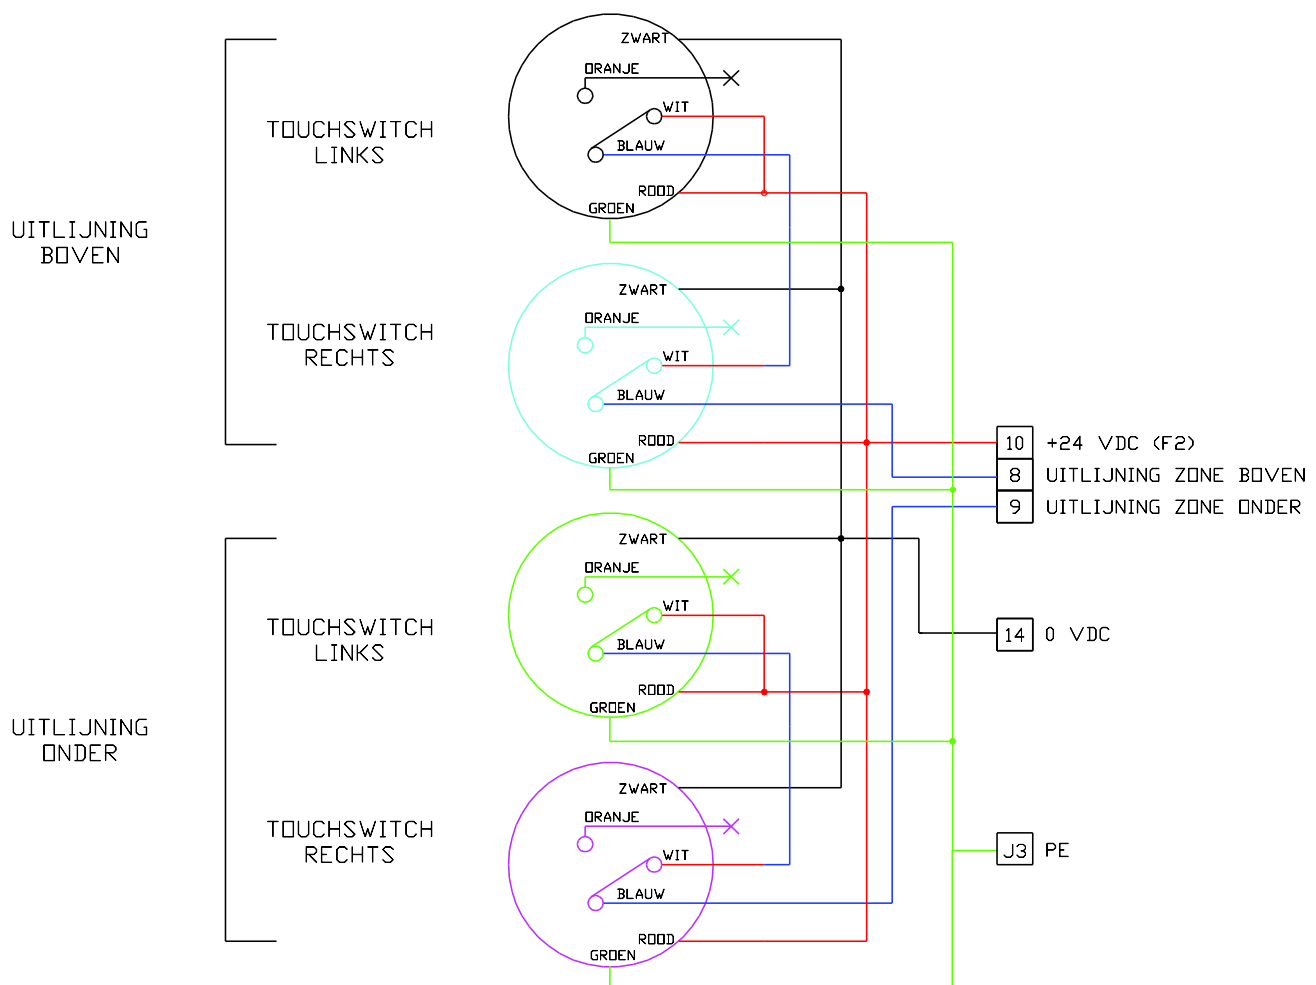 ZWART
ORANJE
WIT
BLAUW
ROOD
GROEN
TOUCHSWITCH
LINKS
UITLIJNING
BOVEN
ZWART
ORANJE
WIT
BLAUW
ROOD
GROEN
TOUCHSWITCH
RECHTS
10 +24 VDC (F2)
8 UITLIJNING ZONE BOVEN
9 UITLIJNING ZONE ONDER
ZWART
ORANJE
WIT
BLAUW
ROOD
GROEN
TOUCHSWITCH
LINKS
14 0 VDC
UITLIJNING
ONDER
ZWART
ORANJE
WIT
BLAUW
ROOD
GROEN
TOUCHSWITCH
RECHTS
J3 PE